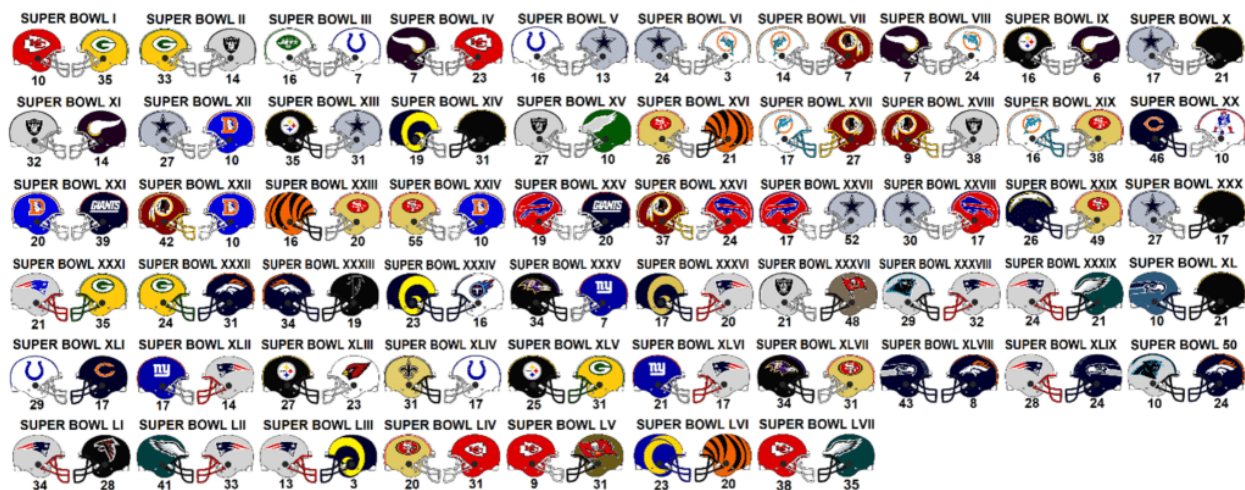 SUPER BOWL I SUPER BOWL II SUPER BOWL III SUPER BOWL IV SUPER BOWL V SUPER BOWL VI SUPER BOWL VII SUPER BOWL VIII SUPER BOWL IX SUPER BOWL X
10 35 33 14 16 7 7 23 16 13 24 3 14 7 7 24 16 6 17 21
SUPER BOWL XI SUPER BOWL XII SUPER BOWL XIII SUPER BOWL XIV SUPER BOWL XV SUPER BOWL XVI SUPER BOWL XVII SUPER BOWL XVIII SUPER BOWL XIX SUPER BOWL XX
32 14 27 10 35 31 19 31 27 10 26 21 17 27 9 38 16 38 46 10
SUPER BOWL XXI SUPER BOWL XXII SUPER BOWL XXIII SUPER BOWL XXIV SUPER BOWL XXV SUPER BOWL XXVI SUPER BOWL XXVII SUPER BOWL XXVIII SUPER BOWL XXIX SUPER BOWL XXX
GIANTS GIANTS
20 39 42 10 16 20 55 10 19 20 37 24 17 52 30 17 26 49 27 17
SUPER BOWL XXXI SUPER BOWL XXXII SUPER BOWL XXXIII SUPER BOWL XXXIV SUPER BOWL XXXV SUPER BOWL XXXVI SUPER BOWL XXXVII SUPER BOWL XXXVIII SUPER BOWL XXXIX SUPER BOWL XL
ny
21 35 24 31 34 19 23 16 34 7 17 20 21 48 29 32 24 21 10 21
SUPER BOWL XLI SUPER BOWL XLII SUPER BOWL XLIII SUPER BOWL XLIV SUPER BOWL XLV SUPER BOWL XLVI SUPER BOWL XLVII SUPER BOWL XLVIII SUPER BOWL XLIX SUPER BOWL 50
ny ny
29 17 17 14 27 23 31 17 25 31 21 17 34 31 43 8 28 24 10 24
SUPER BOWL LI SUPER BOWL LII SUPER BOWL LIII SUPER BOWL LIV SUPER BOWL LV SUPER BOWL LVI SUPER BOWL LVII
34 28 41 33 13 3 20 31 9 31 23 20 38 35